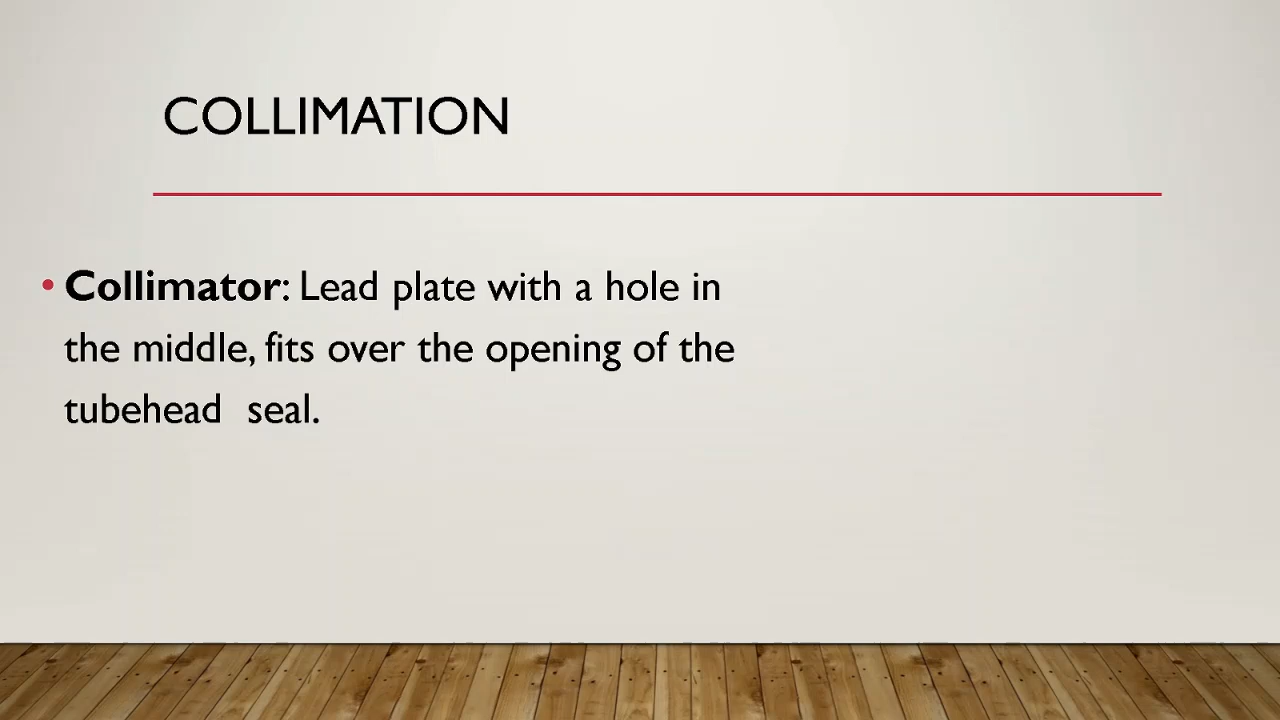 COLLIMATION
• Collimator: Lead plate with a hole in
the middle, fits over the opening of the
tubehead  seal.